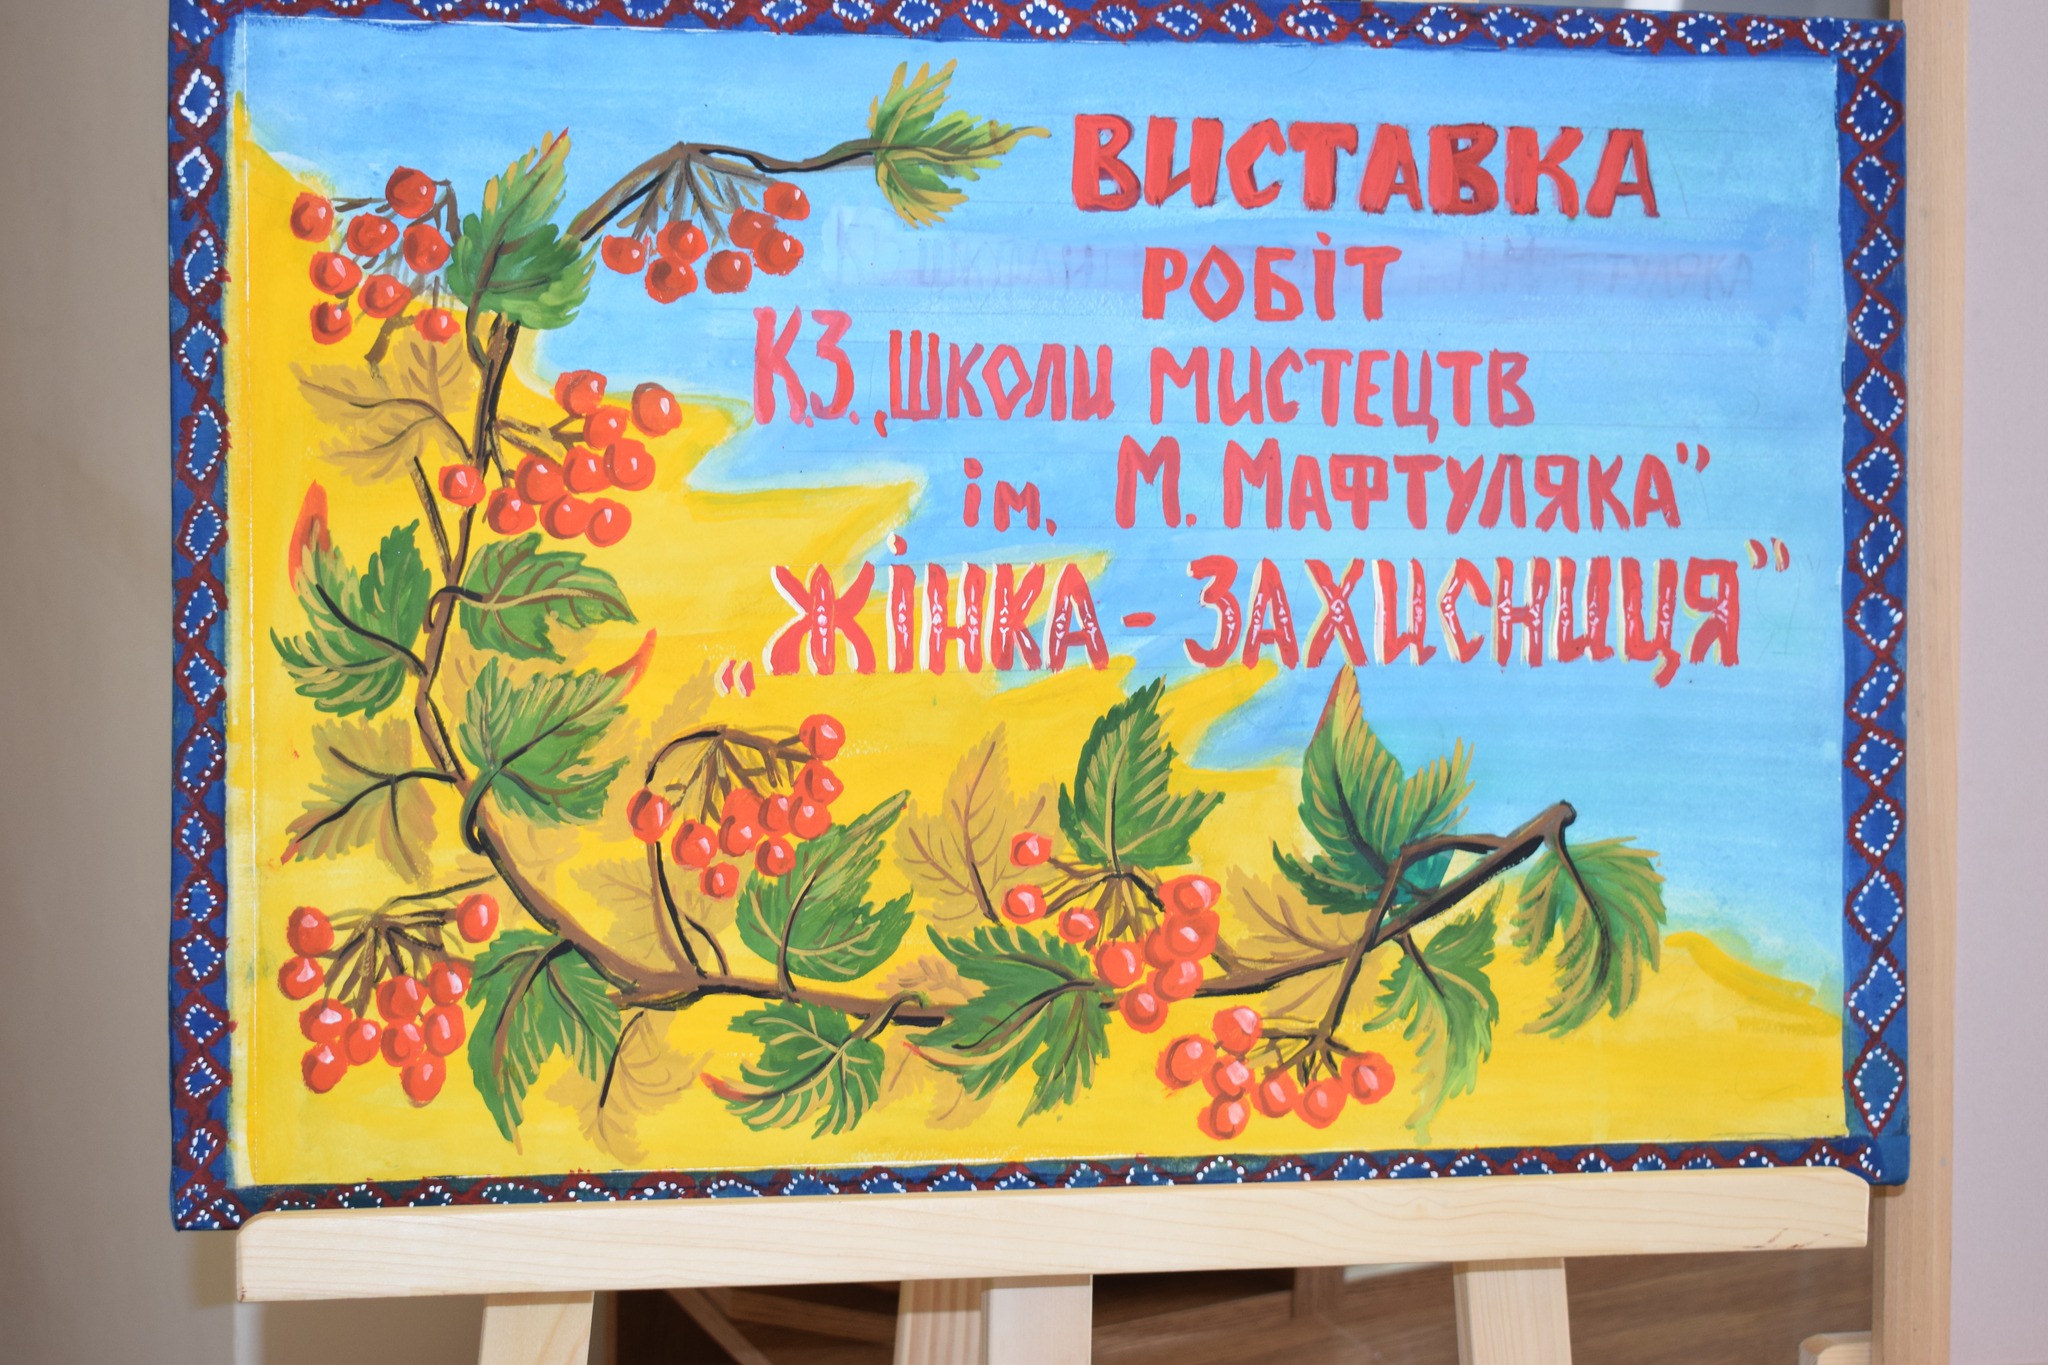 ВИСТАВКА
РОБІТ
К.З. „ШКОЛИ МИСТЕЦТВ
ім. М. МАФТУЛЯКА"
„ЖІНКА - ЗАХИСНИЦЯ"